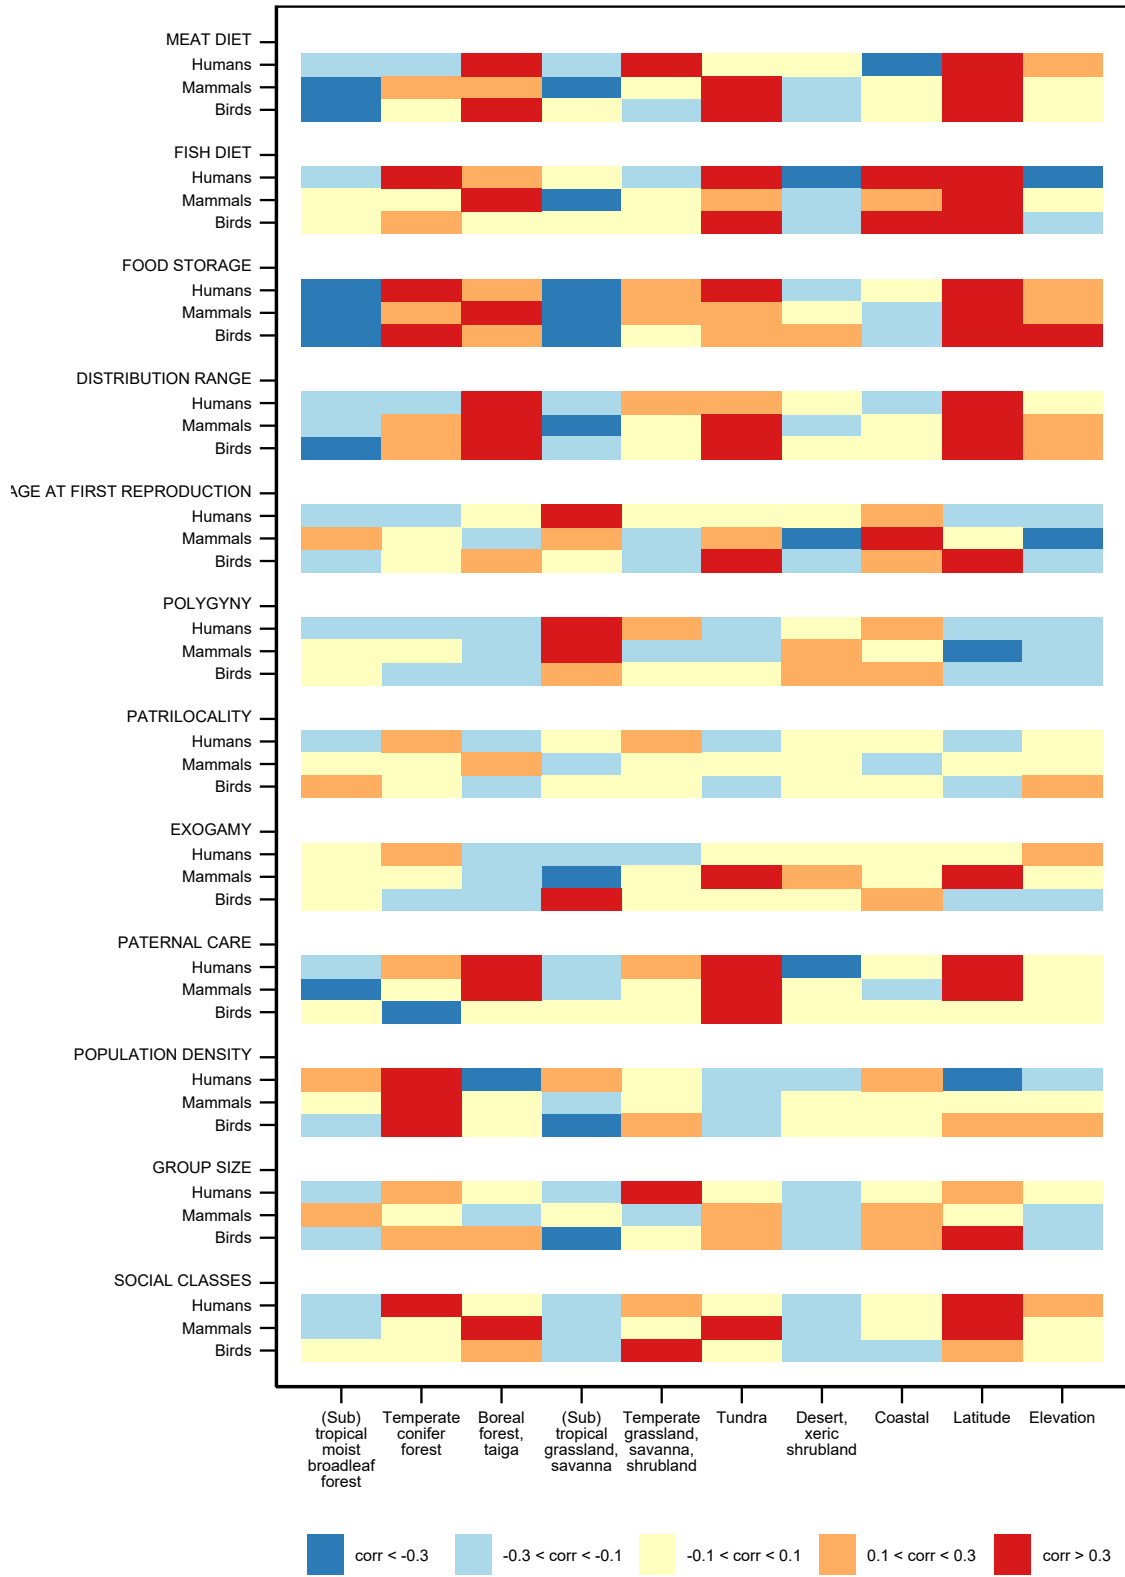 MEAT DIET
Humans
Mammals
Birds
FISH DIET
Humans
Mammals
Birds
FOOD STORAGE
Humans
Mammals
Birds
DISTRIBUTION RANGE
Humans
Mammals
Birds
AGE AT FIRST REPRODUCTION
Humans
Mammals
Birds
POLYGYNY
Humans
Mammals
Birds
PATRILOCALITY
Humans
Mammals
Birds
EXOGAMY
Humans
Mammals
Birds
PATERNAL CARE
Humans
Mammals
Birds
POPULATION DENSITY
Humans
Mammals
Birds
GROUP SIZE
Humans
Mammals
Birds
SOCIAL CLASSES
Humans
Mammals
Birds
(Sub)
tropical
moist
broadleaf
forest
Temperate
conifer
forest
Boreal
forest,
taiga
(Sub)
tropical
grassland,
savanna
Temperate
grassland,
savanna,
shrubland
Tundra
Desert,
xeric
shrubland
Coastal
Latitude
Elevation
corr < -0.3
-0.3 < corr < -0.1
-0.1 < corr < 0.1
0.1 < corr < 0.3
corr > 0.3